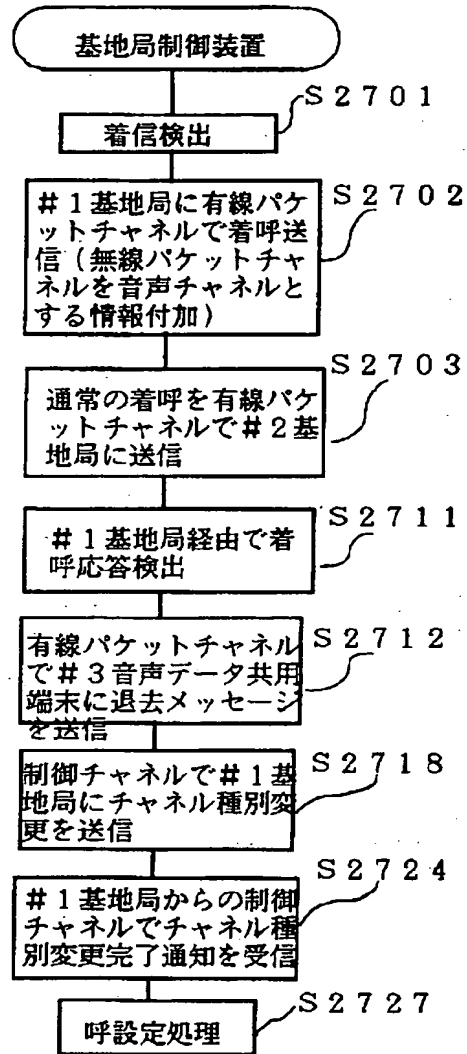 基地局制御装置
S2701
着信検出
S2702
#1基地局に有線パケ
ットチャネルで着呼送
信(無線パケットチャ
ネルを音声チャネルと
する情報付加)
S2703
通常の着呼を有線パケ
ットチャネルで#2基
地局に送信
S2711
#1基地局経由で着
呼応答検出
S2712
有線パケットチャネル
で#3音声データ共用
端末に退去メッセージ
を送信
S2718
制御チャネルで#1基
地局にチャネル種別変
更を送信
S2724
#1基地局からの制御
チャネルでチャネル種
別変更完了通知を受信
S2727
呼設定処理